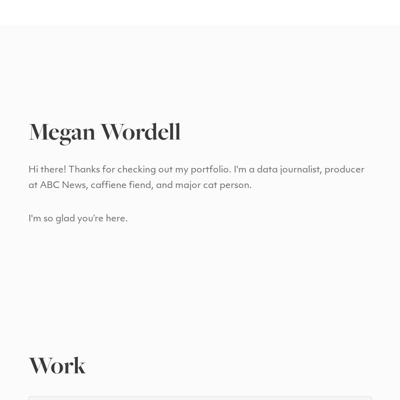 Megan Wordell
Hi there! Thanks for checking out my portfolio. I'm a data journalist, producer
at ABC News, caffiene fiend, and major cat person.
I'm so glad you're here.
Work